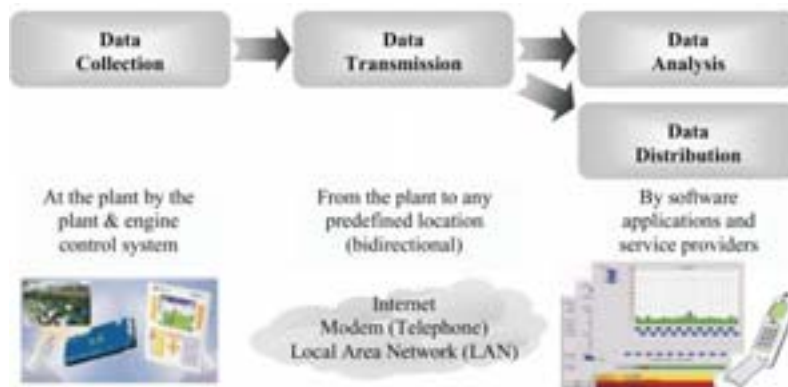 Data
Collection
Data
Transmission
Data
Analysis
Data
Distribution
At the plant by the
plant & engine
control system
From the plant to any
predefined location
(bidirectional)
By software
applications and
service providers
Internet
Modem (Telephone)
Local Area Network (LAN)